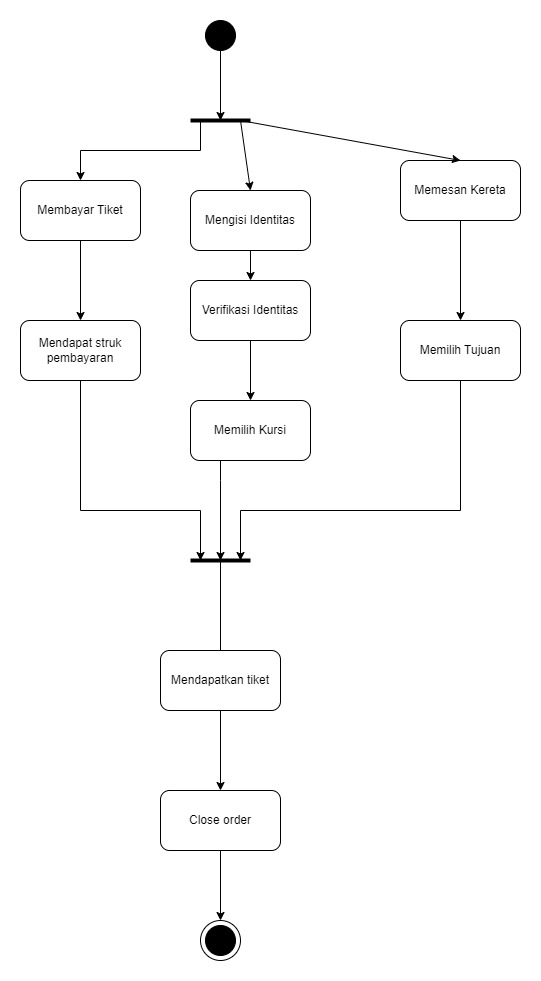 Membayar Tiket
Mengisi Identitas
Memesan Kereta
Verifikasi Identitas
Mendapat struk
pembayaran
Memilih Tujuan
Memilih Kursi
Mendapatkan tiket
Close order